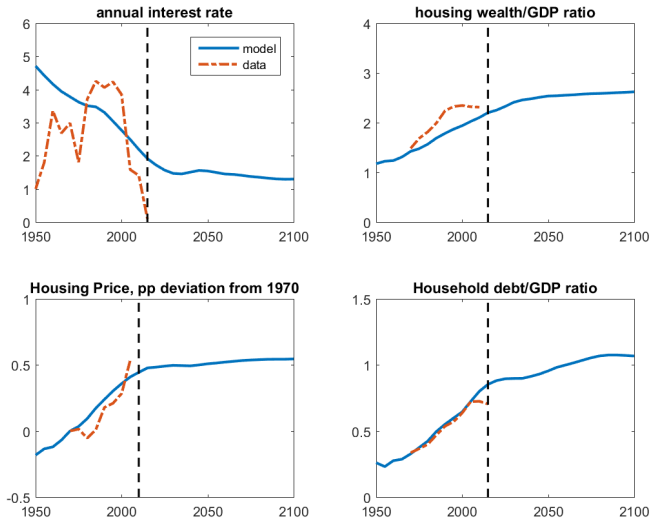 annual interest rate
6
5
4
3
2
1
0
1950 2000 2050 2100
model
data
housing wealth/GDP ratio
4
3
2
1
0
1950 2000 2050 2100
Housing Price, pp deviation from 1970
1
0.5
0
-0.5
1950 2000 2050 2100
Household debt/GDP ratio
1.5
1
0.5
0
1950 2000 2050 2100